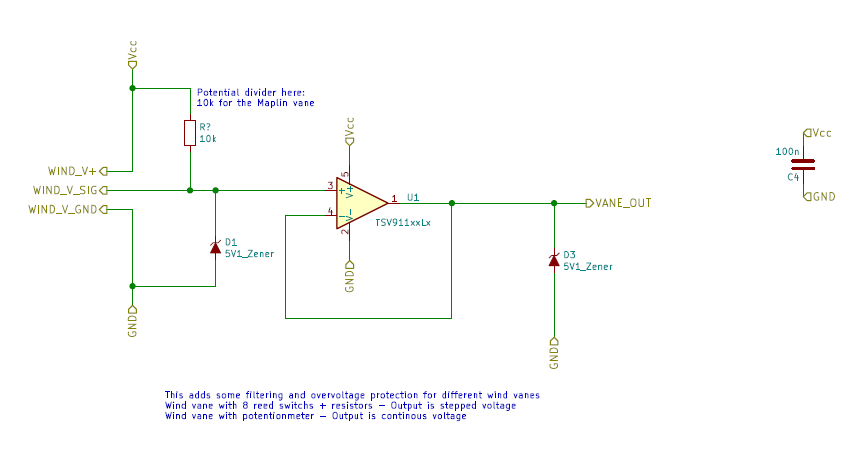 Vcc
Potential divider here:
10k for the Maplin vane
R?
10k
Vcc
Vcc
100n
C4
GND
WIND_V+
WIND_V_SIG
WIND_V_GND
3
+
5
V+
4
-
V-
2
1
U1
TSV911xxLx
VANE_OUT
D1
5V1_Zener
D3
5V1_Zener
GND
GND
GND
This adds some filtering and overvoltage protection for different wind vanes
Wind vane with 8 reed switchs + resistors - Output is stepped voltage
Wind vane with potentionmeter - Output is continous voltage